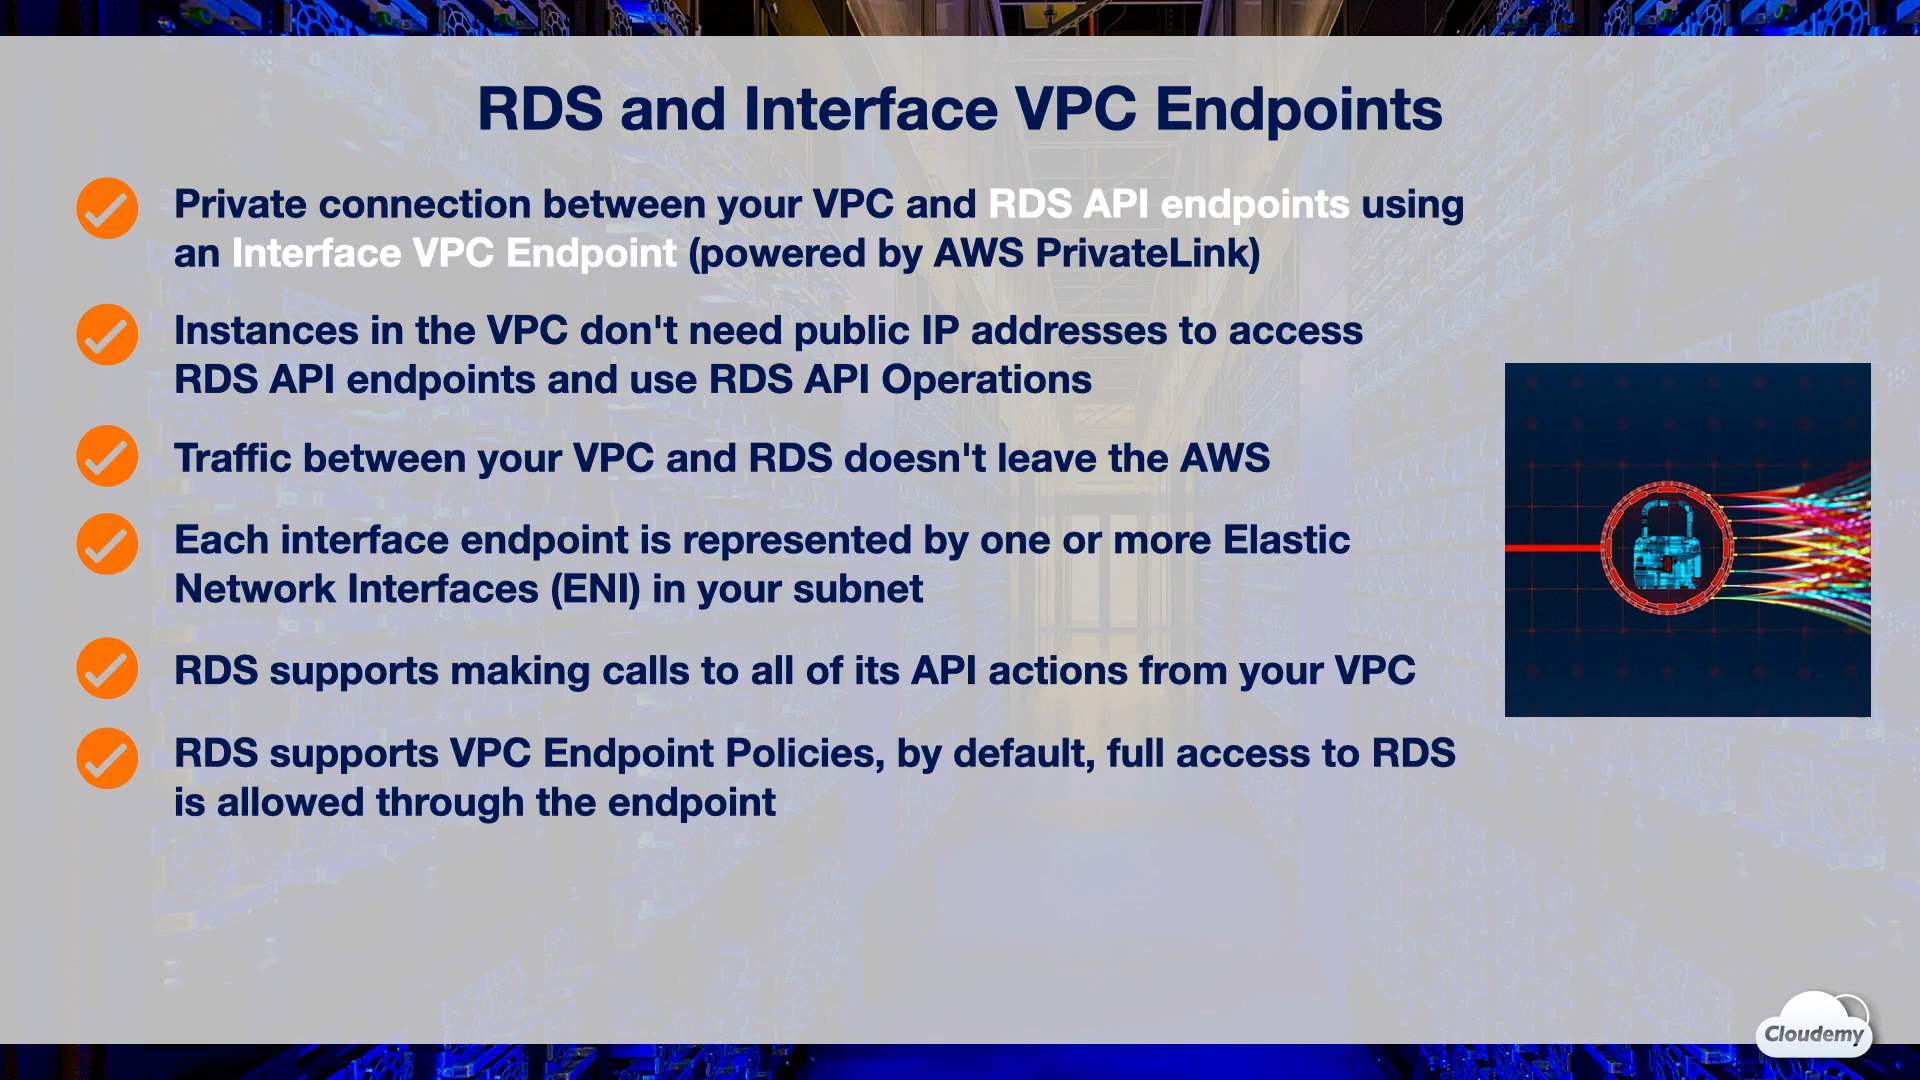 RDS and Interface VPC Endpoints
Private connection between your VPC and RDS API endpoints using
an Interface VPC Endpoint (powered by AWS PrivateLink)
Instances in the VPC don't need public IP addresses to access
RDS API endpoints and use RDS API Operations
Traffic between your VPC and RDS doesn't leave the AWS
Each interface endpoint is represented by one or more Elastic
Network Interfaces (ENI) in your subnet
RDS supports making calls to all of its API actions from your VPC
RDS supports VPC Endpoint Policies, by default, full access to RDS
is allowed through the endpoint
Cloudemy